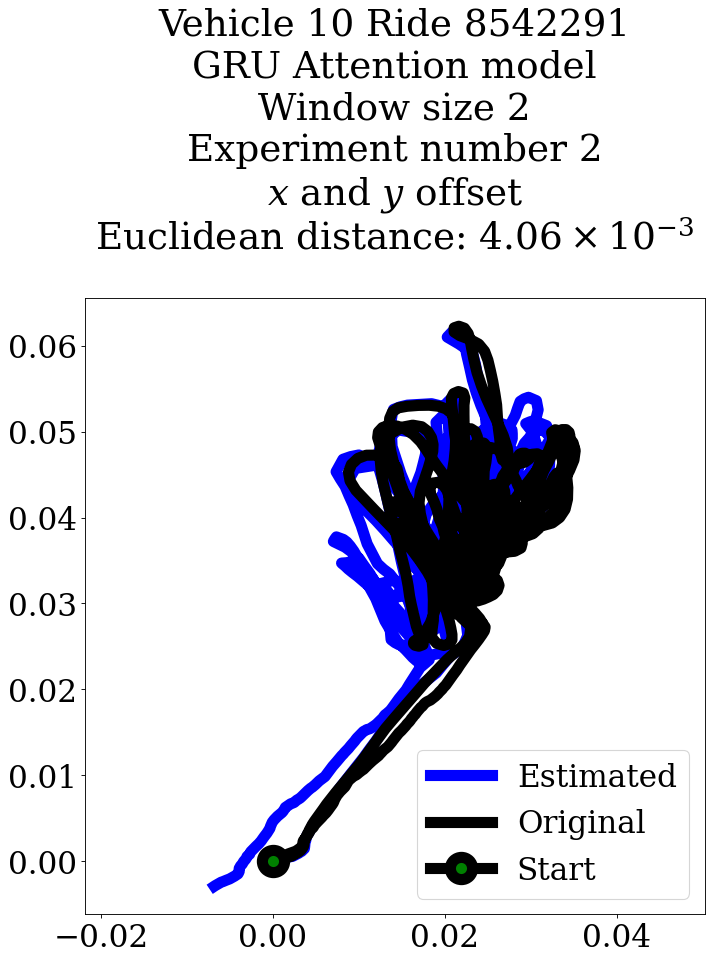 Vehicle 10 Ride 8542291
GRU Attention model
Window size 2
Experiment number 2
x and y offset
Euclidean distance: 4.06 × 10⁻³
0.06
0.05
0.04
0.03
0.02
0.01
0.00
−0.02 0.00 0.02 0.04
Estimated
Original
Start